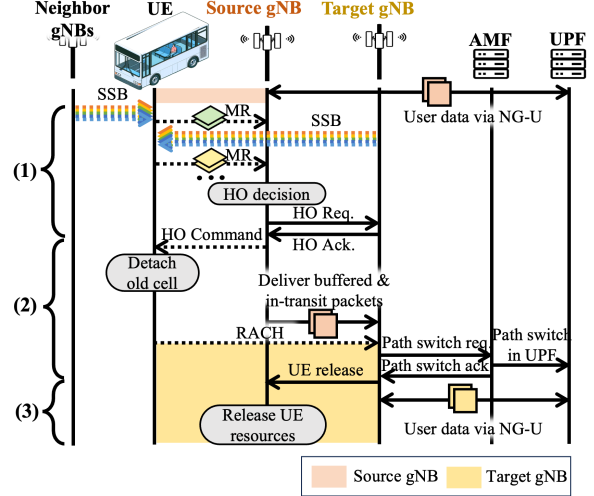 Neighbor
gNBs
UE
Source gNB
Target gNB
AMF
UPF
SSB
MR
User data via NG-U
SSB
MR
(1)
HO decision
HO Req.
HO Command
HO Ack.
Detach
old cell
Deliver buffered &
in-transit packets
(2)
RACH
Path switch req.
Path switch
in UPF
Path switch ack
UE release
(3)
Release UE
resources
User data via NG-U
Source gNB
Target gNB